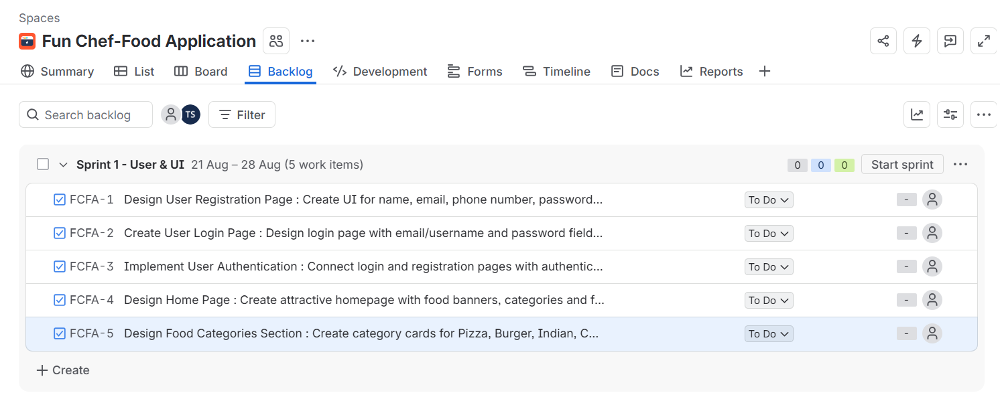 Spaces
Fun Chef-Food Application
Summary List Board Backlog Development Forms Timeline Docs Reports
Search backlog TS Filter
Sprint 1 - User & UI 21 Aug – 28 Aug (5 work items) 0 0 0 Start sprint
FCFA-1 Design User Registration Page : Create UI for name, email, phone number, password... To Do -
FCFA-2 Create User Login Page : Design login page with email/username and password field... To Do -
FCFA-3 Implement User Authentication : Connect login and registration pages with authentic... To Do -
FCFA-4 Design Home Page : Create attractive homepage with food banners, categories and f... To Do -
FCFA-5 Design Food Categories Section : Create category cards for Pizza, Burger, Indian, C... To Do -
Create